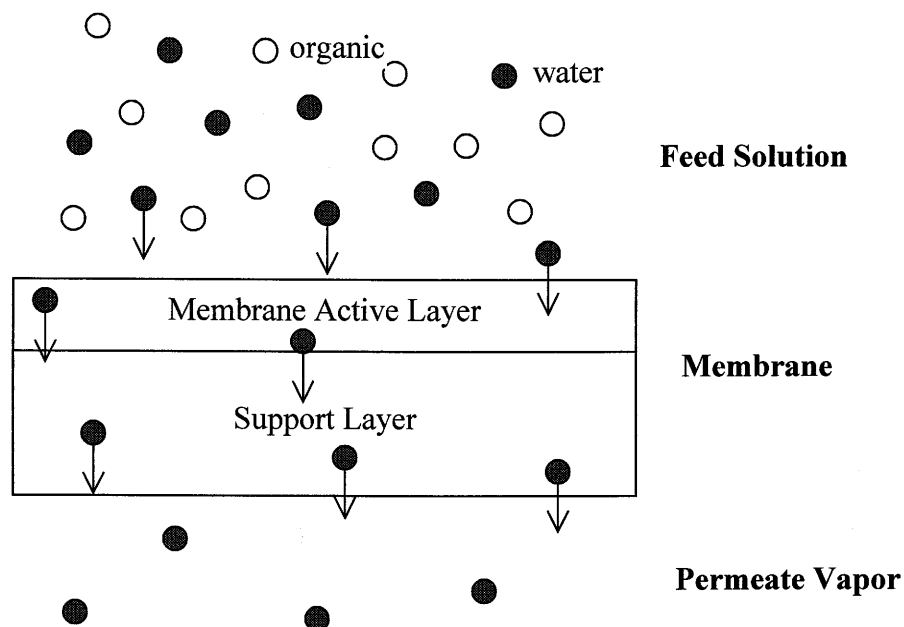 organic
water
Feed Solution
Membrane Active Layer
Membrane
Support Layer
Permeate Vapor